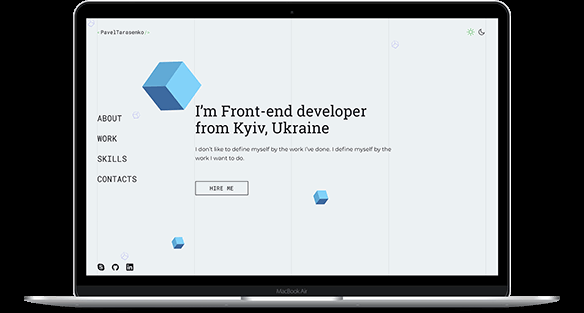 <PavelTarasenko/>
ABOUT
WORK
SKILLS
CONTACTS
I’m Front-end developer
from Kyiv, Ukraine
I don't like to define myself by the work I've done. I define myself by the
work I want to do.
HIRE ME
MacBook Air